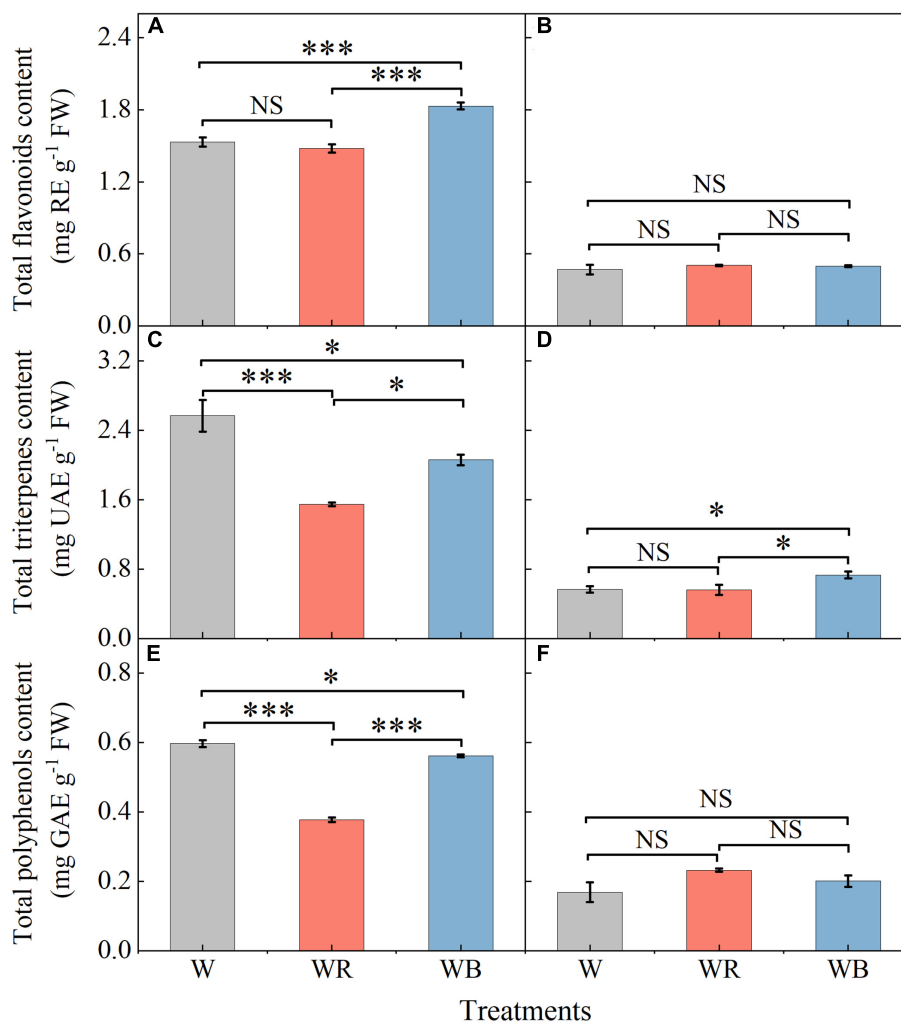 A
B
Total flavonoids content
(mg RE g⁻¹ FW)
2.4
1.8
1.2
0.6
0.0
***
***
NS
NS
NS
NS
C
D
Total triterpenes content
(mg UAE g⁻¹ FW)
3.2
2.4
1.6
0.8
0.0
*
***
*
*
NS
*
E
F
Total polyphenols content
(mg GAE g⁻¹ FW)
0.8
0.6
0.4
0.2
0.0
*
***
***
NS
NS
NS
W
WR
WB
W
WR
WB
Treatments